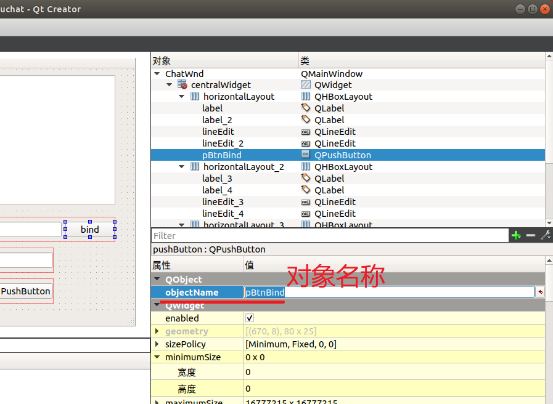 uchat - Qt Creator
对象 类
ChatWnd QMainWindow
centralWidget QWidget
horizontalLayout QHBoxLayout
label QLabel
label_2 QLabel
lineEdit QLineEdit
lineEdit_2 QLineEdit
pBtnBind QPushButton
horizontalLayout_2 QHBoxLayout
label_3 QLabel
label_4 QLabel
lineEdit_3 QLineEdit
lineEdit_4 QLineEdit
horizontalLayout_3 QHBoxLayout
bind
PushButton
Filter
pushButton : QPushButton
属性 值
对象名称
QObject
objectName pBtnBind
QWidget
enabled
geometry [(670, 8), 80 x 25]
sizePolicy [Minimum, Fixed, 0, 0]
minimumSize 0 x 0
宽度 0
高度 0
maximumSize 16777215 x 16777215